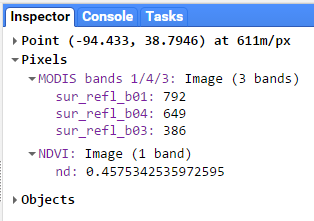 Inspector Console Tasks
Point (-94.433, 38.7946) at 611m/px
Pixels
MODIS bands 1/4/3: Image (3 bands)
sur_refl_b01: 792
sur_refl_b04: 649
sur_refl_b03: 386
NDVI: Image (1 band)
nd: 0.4575342535972595
Objects